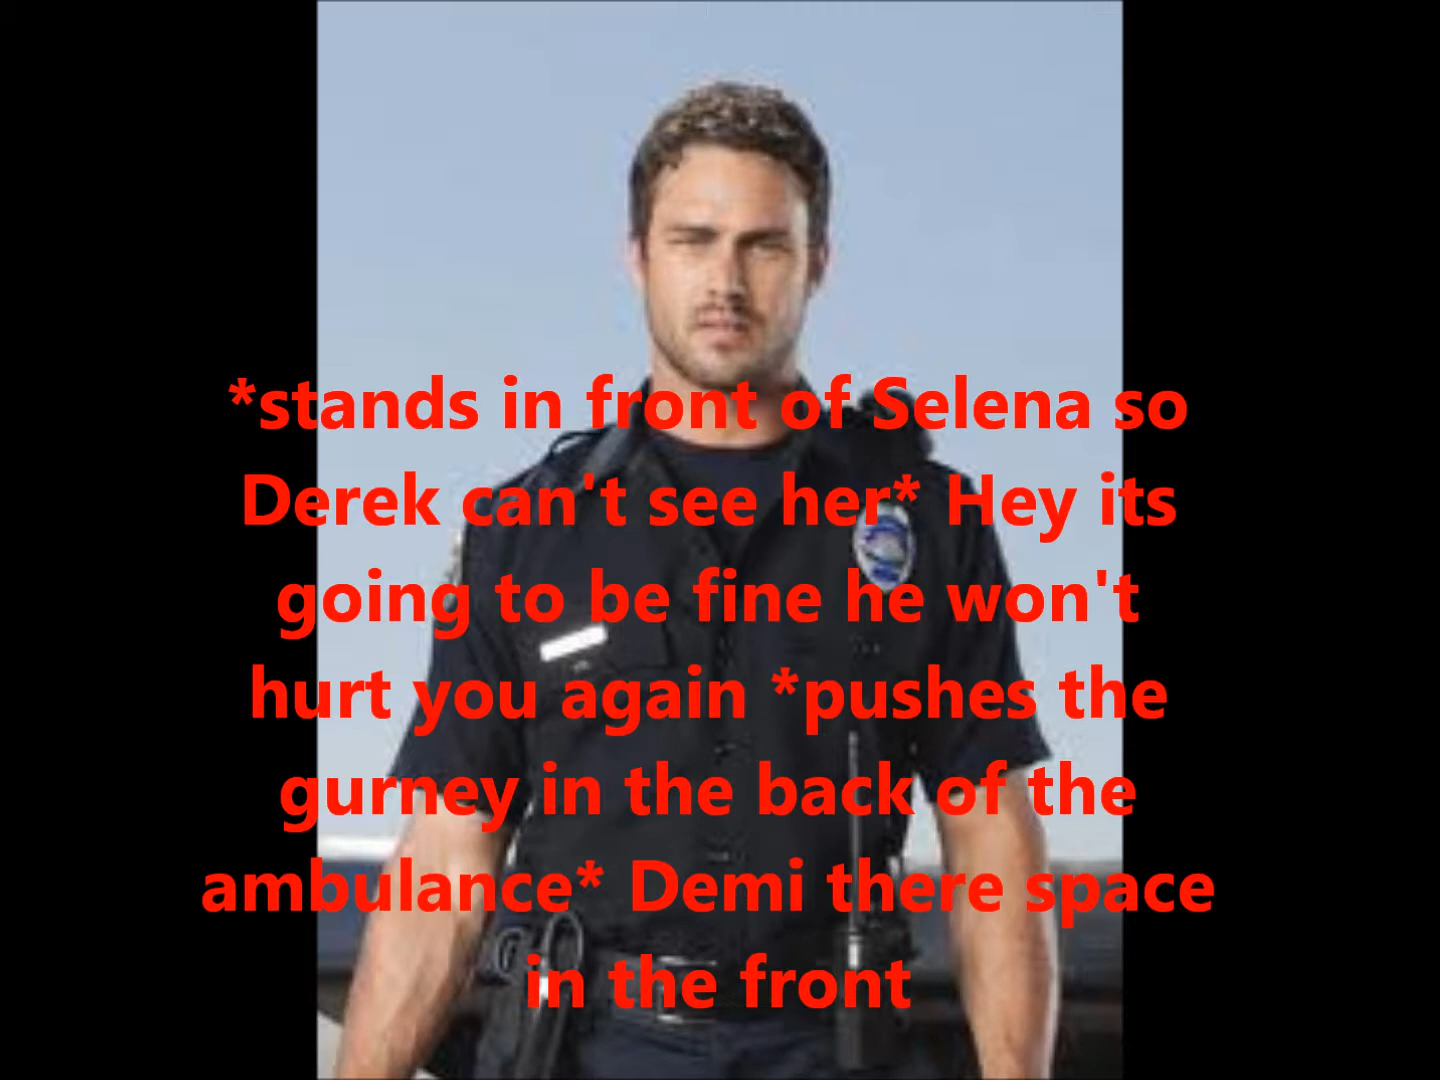 *stands in front of Selena so
Derek can't see her* Hey its
going to be fine he won't
hurt you again *pushes the
gurney in the back of the
ambulance* Demi there space
in the front